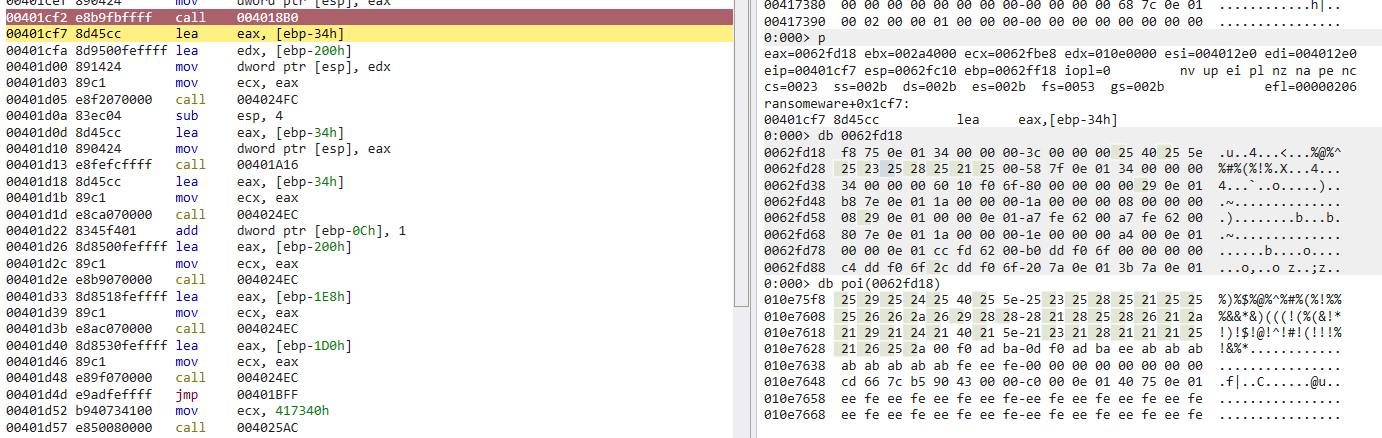 00401cef 890424 mov dword ptr [esp], eax
00401cf2 e8b9fbffff call 004018B0
00401cf7 8d45cc lea eax, [ebp-34h]
00401cfa 8d9500feffff lea edx, [ebp-200h]
00401d00 891424 mov dword ptr [esp], edx
00401d03 89c1 mov ecx, eax
00401d05 e8f2070000 call 004024FC
00401d0a 83ec04 sub esp, 4
00401d0d 8d45cc lea eax, [ebp-34h]
00401d10 890424 mov dword ptr [esp], eax
00401d13 e8fefcffff call 00401A16
00401d18 8d45cc lea eax, [ebp-34h]
00401d1b 89c1 mov ecx, eax
00401d1d e8ca070000 call 004024EC
00401d22 8345f401 add dword ptr [ebp-0Ch], 1
00401d26 8d8500feffff lea eax, [ebp-200h]
00401d2c 89c1 mov ecx, eax
00401d2e e8b9070000 call 004024EC
00401d33 8d8518feffff lea eax, [ebp-1E8h]
00401d39 89c1 mov ecx, eax
00401d3b e8ac070000 call 004024EC
00401d40 8d8530feffff lea eax, [ebp-1D0h]
00401d46 89c1 mov ecx, eax
00401d48 e89f070000 call 004024EC
00401d4d e9adfeffff jmp 00401BFF
00401d52 b940734100 mov ecx, 417340h
00401d57 e850080000 call 004025AC
00417380 00 00 00 00 00 00 00 00-00 00 00 00 68 7c 0e 01 ............h|..
00417390 00 02 00 00 01 00 00 00-00 00 00 00 00 00 00 00 ................
0:000> p
eax=0062fd18 ebx=002a4000 ecx=0062fbe8 edx=010e0000 esi=004012e0 edi=004012e0
eip=00401cf7 esp=0062fc10 ebp=0062ff18 iopl=0 nv up ei pl nz na pe nc
cs=0023 ss=002b ds=002b es=002b fs=0053 gs=002b efl=00000206
ransomeware+0x1cf7:
00401cf7 8d45cc lea eax,[ebp-34h]
0:000> db 0062fd18
0062fd18 f8 75 0e 01 34 00 00 00-3c 00 00 00 25 40 25 5e .u..4...<...%@%^
0062fd28 25 23 25 28 25 21 25 00-58 7f 0e 01 34 00 00 00 %#%(%!%.X...4...
0062fd38 34 00 00 00 60 10 f0 6f-80 00 00 00 00 29 0e 01 4...`..o.....)..
0062fd48 b8 7e 0e 01 1a 00 00 00-1a 00 00 00 08 00 00 00 .~..............
0062fd58 08 29 0e 01 00 00 0e 01-a7 fe 62 00 a7 fe 62 00 .)........b...b.
0062fd68 80 7e 0e 01 1a 00 00 00-1e 00 00 00 a4 00 0e 01 .~..............
0062fd78 00 00 0e 01 cc fd 62 00-b0 dd f0 6f 00 00 00 00 ......b....o....
0062fd88 c4 dd f0 6f 2c dd f0 6f-20 7a 0e 01 3b 7a 0e 01 ...o,..o z..;z..
0:000> db poi(0062fd18)
010e75f8 25 29 25 24 25 40 25 5e-25 23 25 28 25 21 25 25 %)%$%@%^%#%(%!%%
010e7608 25 26 26 2a 26 29 28 28-28 21 28 25 28 26 21 2a %&&*&)(((!(%(&!*
010e7618 21 29 21 24 21 40 21 5e-21 23 21 28 21 21 21 25 !)!$!@!^!#!(!!!%
010e7628 21 26 25 2a 00 f0 ad ba-0d f0 ad ba ee ab ab ab !&%*............
010e7638 ab ab ab ab ab fe ee fe-00 00 00 00 00 00 00 00 ................
010e7648 cd 66 7c b5 90 43 00 00-c0 00 0e 01 40 75 0e 01 .f|..C......@u..
010e7658 ee fe ee fe ee fe ee fe-ee fe ee fe ee fe ee fe ................
010e7668 ee fe ee fe ee fe ee fe-ee fe ee fe ee fe ee fe ................